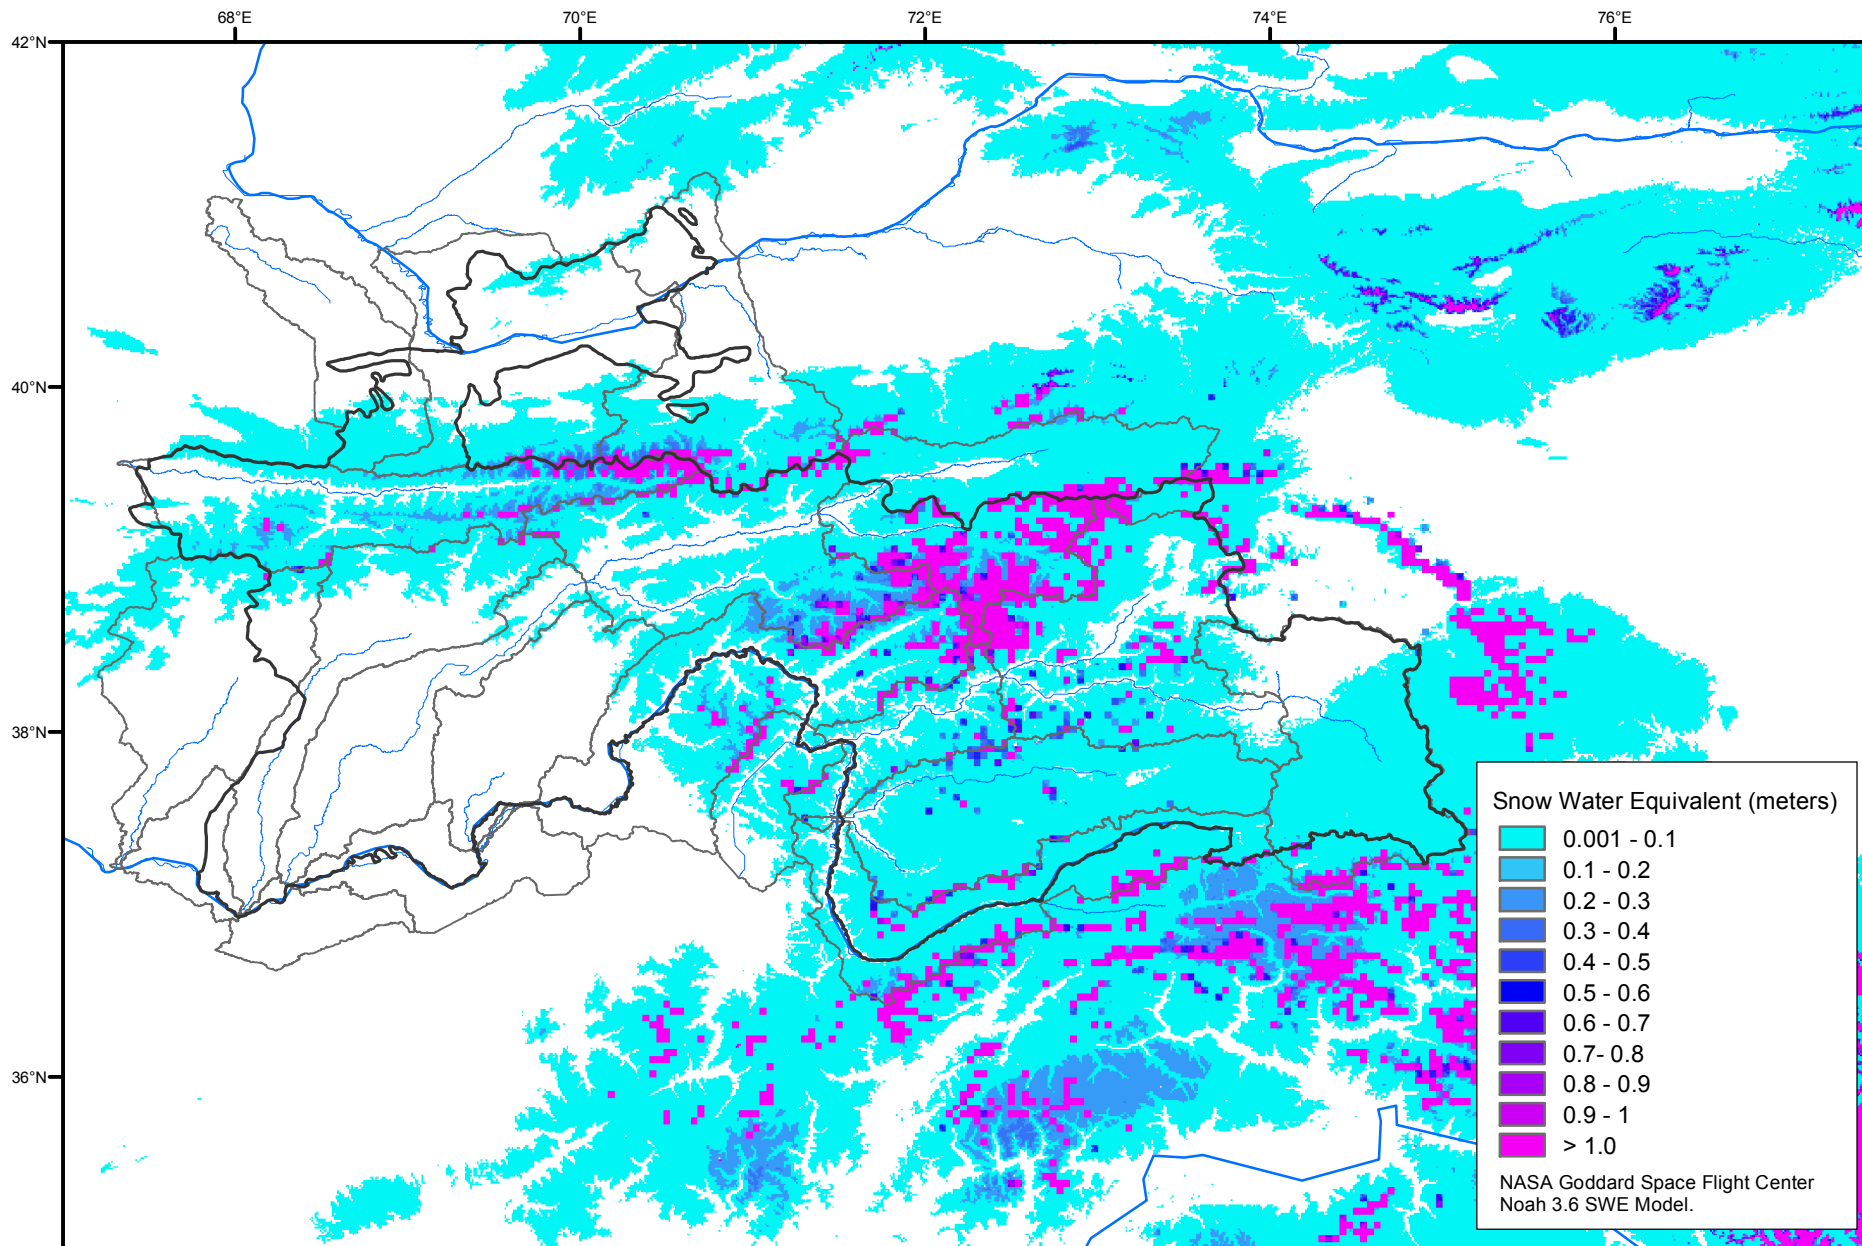 68°E
70°E
72°E
74°E
76°E
42°N
40°N
38°N
36°N
Snow Water Equivalent (meters)
0.001 - 0.1
0.1 - 0.2
0.2 - 0.3
0.3 - 0.4
0.4 - 0.5
0.5 - 0.6
0.6 - 0.7
0.7- 0.8
0.8 - 0.9
0.9 - 1
> 1.0
NASA Goddard Space Flight Center
Noah 3.6 SWE Model.